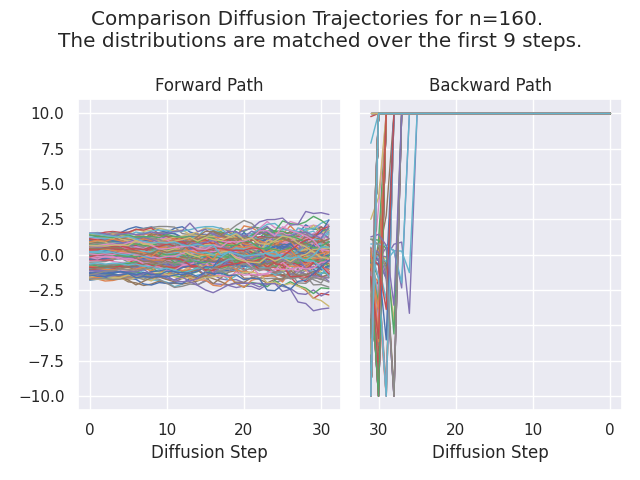 Comparison Diffusion Trajectories for n=160.
The distributions are matched over the first 9 steps.
Forward Path
Backward Path
10.0
7.5
5.0
2.5
0.0
−2.5
−5.0
−7.5
−10.0
0 10 20 30
30 20 10 0
Diffusion Step
Diffusion Step